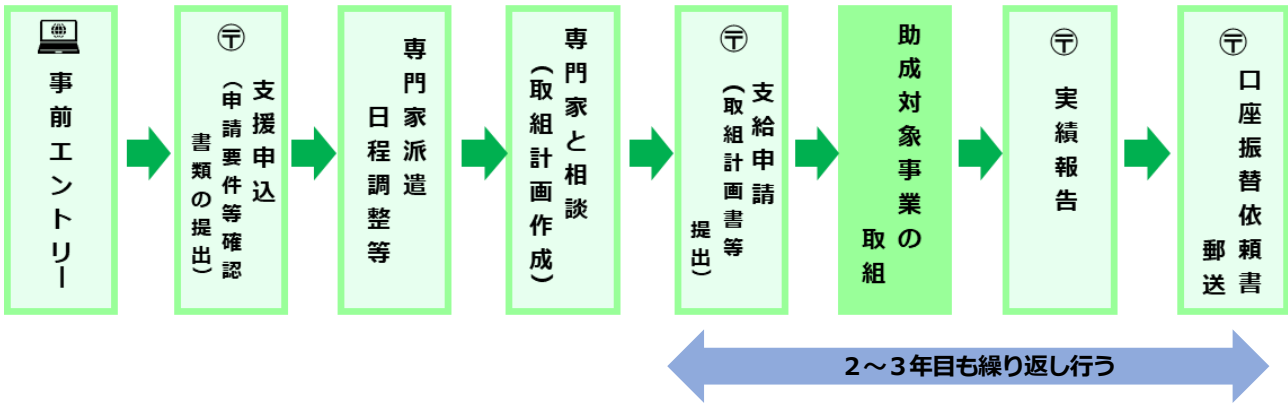 〒
事前エントリー
〒
支援申込
（申請要件等確認
書類の提出）
専門家派遣
日程調整等
専門家と相談
（取組計画作成）
〒
支給申請
（取組計画書等
提出）
助成対象事業の
取組
〒
実績報告
〒
口座振替依頼書
郵送
２～３年目も繰り返し行う